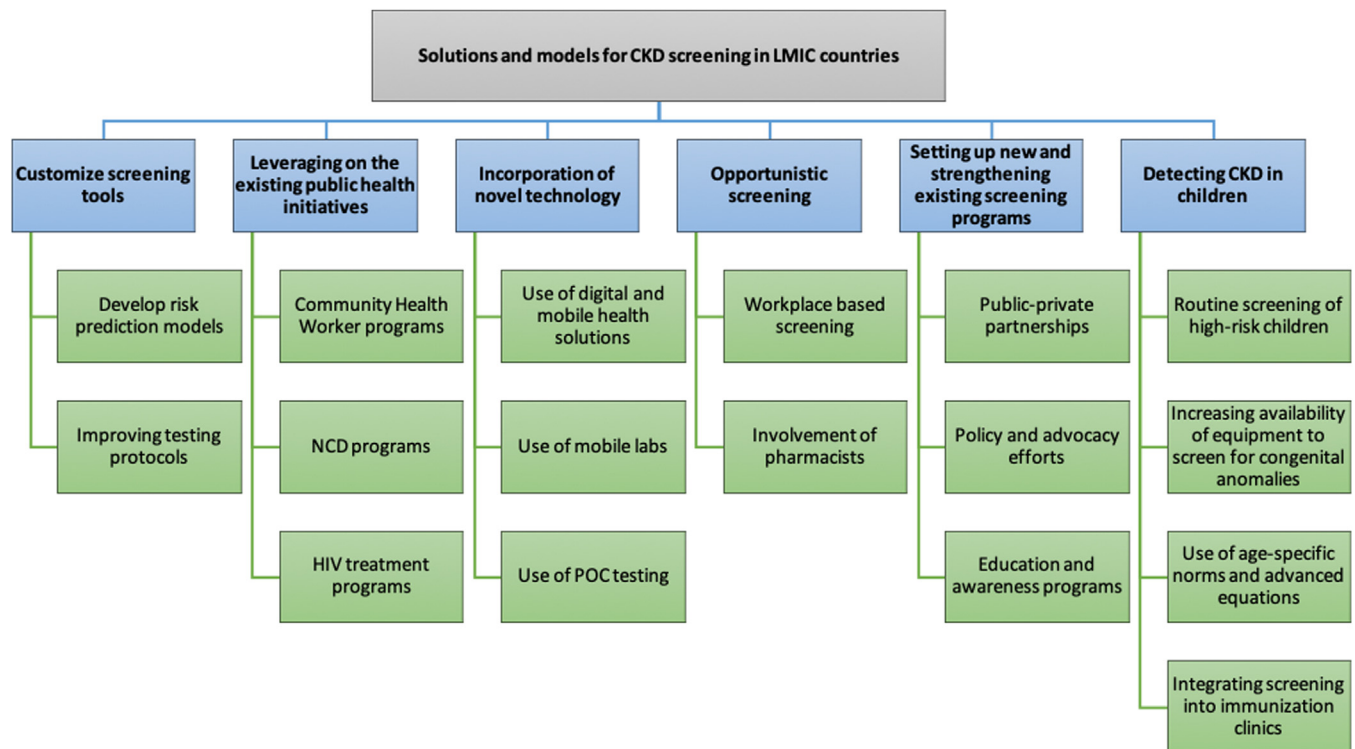 Solutions and models for CKD screening in LMIC countries
Customize screening
tools
Leveraging on the
existing public health
initiatives
Incorporation of
novel technology
Opportunistic
screening
Setting up new and
strengthening
existing screening
programs
Detecting CKD in
children
Develop risk
prediction models
Improving testing
protocols
Community Health
Worker programs
NCD programs
HIV treatment
programs
Use of digital and
mobile health
solutions
Use of mobile labs
Use of POC testing
Workplace based
screening
Involvement of
pharmacists
Public-private
partnerships
Policy and advocacy
efforts
Education and
awareness programs
Routine screening of
high-risk children
Increasing availability
of equipment to
screen for congenital
anomalies
Use of age-specific
norms and advanced
equations
Integrating screening
into immunization
clinics